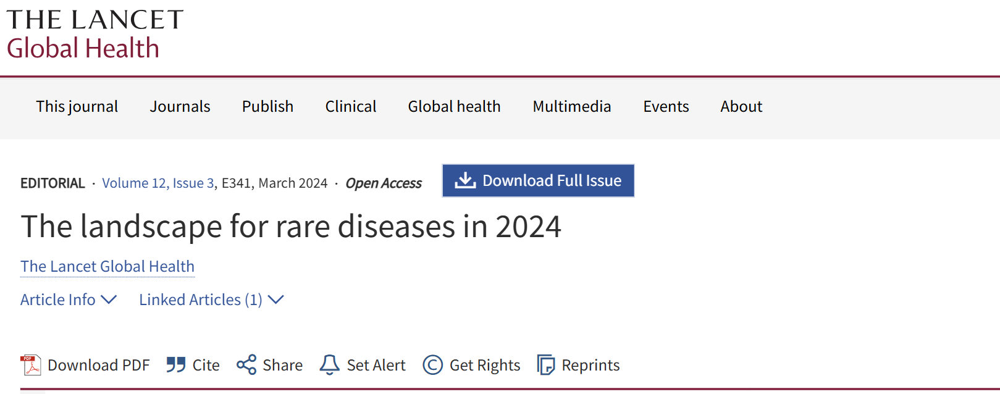 THE LANCET
Global Health
This journal Journals Publish Clinical Global health Multimedia Events About
EDITORIAL · Volume 12, Issue 3, E341, March 2024 · Open Access Download Full Issue
The landscape for rare diseases in 2024
The Lancet Global Health
Article Info Linked Articles (1)
PDF Download PDF Cite Share Set Alert © Get Rights Reprints